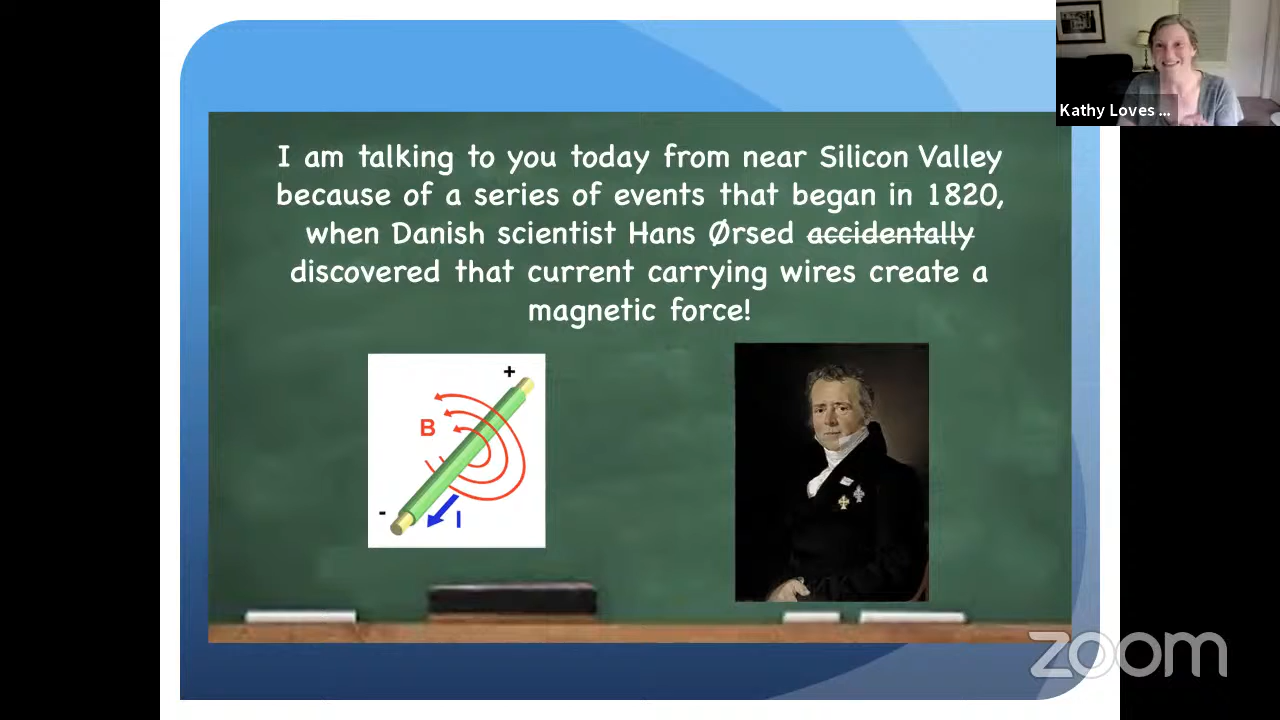 Kathy Loves ...
I am talking to you today from near Silicon Valley
because of a series of events that began in 1820,
when Danish scientist Hans Ørsed accidentally
discovered that current carrying wires create a
magnetic force!
+
B
-
I
zoom